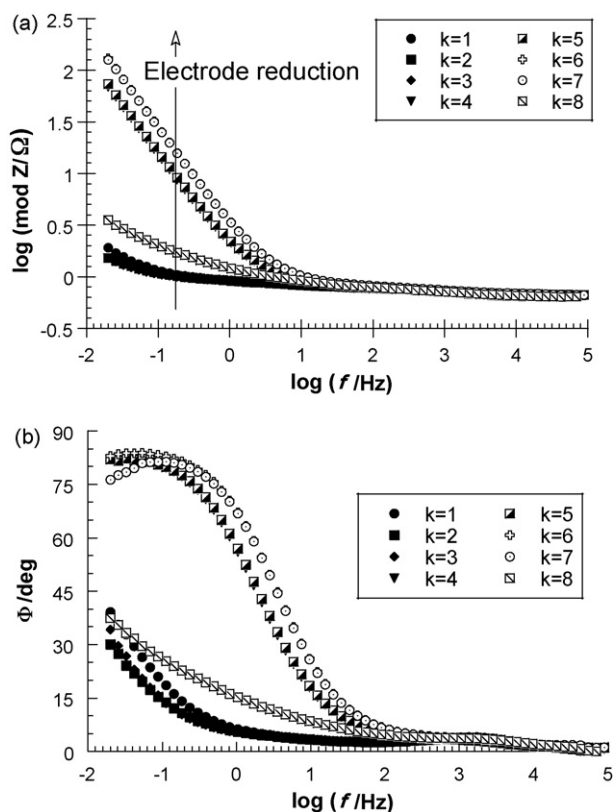 (a)
2.5
2.0
1.5
1.0
0.5
0.0
-0.5
log (mod Z/Ω)
Electrode reduction
k=1 k=5
k=2 k=6
k=3 k=7
k=4 k=8
-2 -1 0 1 2 3 4 5
log (f/Hz)
(b)
90
75
60
45
30
15
0
Φ/deg
k=1 k=5
k=2 k=6
k=3 k=7
k=4 k=8
-2 -1 0 1 2 3 4 5
log (f/Hz)